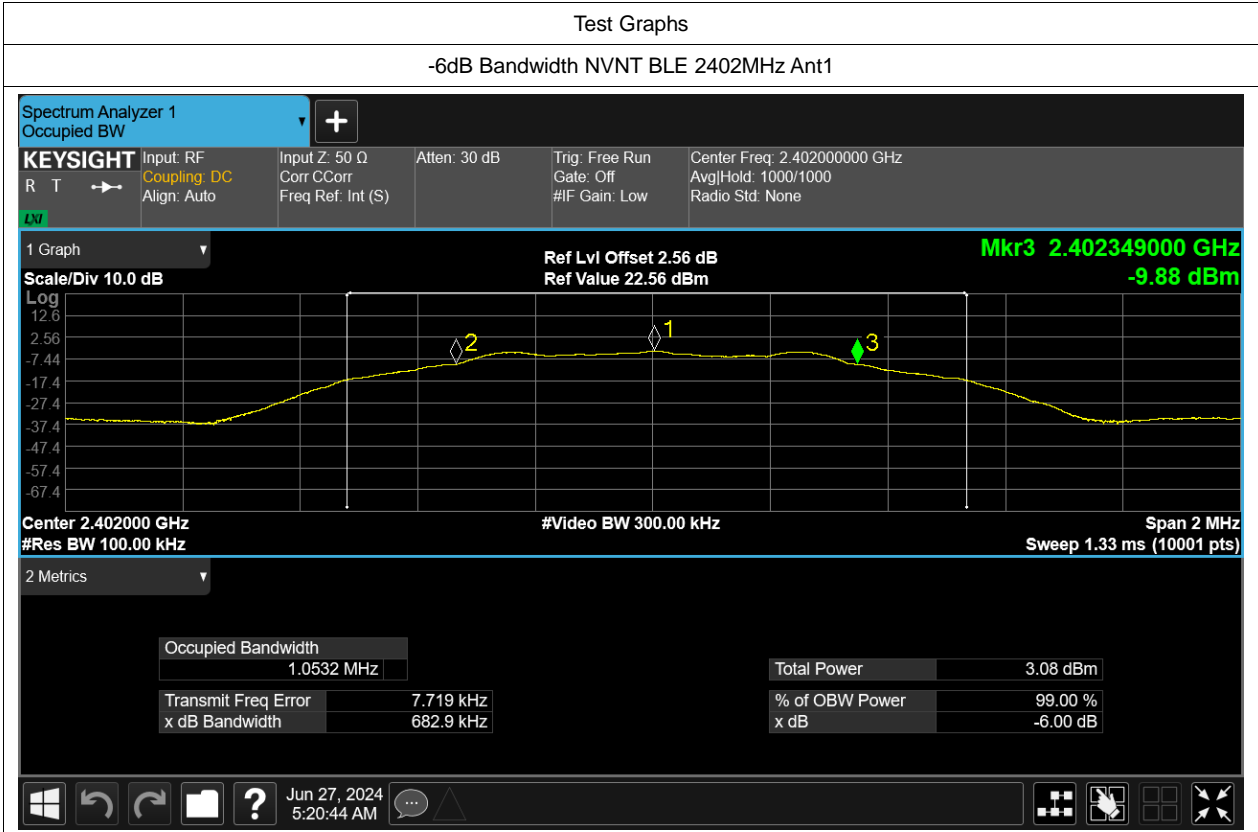 Test Graphs
-6dB Bandwidth NVNT BLE 2402MHz Ant1
Spectrum Analyzer 1
Occupied BW
KEYSIGHT
R T
LXI
Input: RF
Coupling: DC
Align: Auto
Input Z: 50 Ω
Corr CCorr
Freq Ref: Int (S)
Atten: 30 dB
Trig: Free Run
Gate: Off
#IF Gain: Low
Center Freq: 2.402000000 GHz
Avg|Hold: 1000/1000
Radio Std: None
1 Graph
Scale/Div 10.0 dB
Ref Lvl Offset 2.56 dB
Ref Value 22.56 dBm
Mkr3 2.402349000 GHz
-9.88 dBm
Log
12.6
2.56
-7.44
-17.4
-27.4
-37.4
-47.4
-57.4
-67.4
2
1
3
Center 2.402000 GHz
#Res BW 100.00 kHz
#Video BW 300.00 kHz
Span 2 MHz
Sweep 1.33 ms (10001 pts)
2 Metrics
Occupied Bandwidth
1.0532 MHz
Transmit Freq Error 7.719 kHz
x dB Bandwidth 682.9 kHz
Total Power 3.08 dBm
% of OBW Power 99.00 %
x dB -6.00 dB
?
Jun 27, 2024
5:20:44 AM